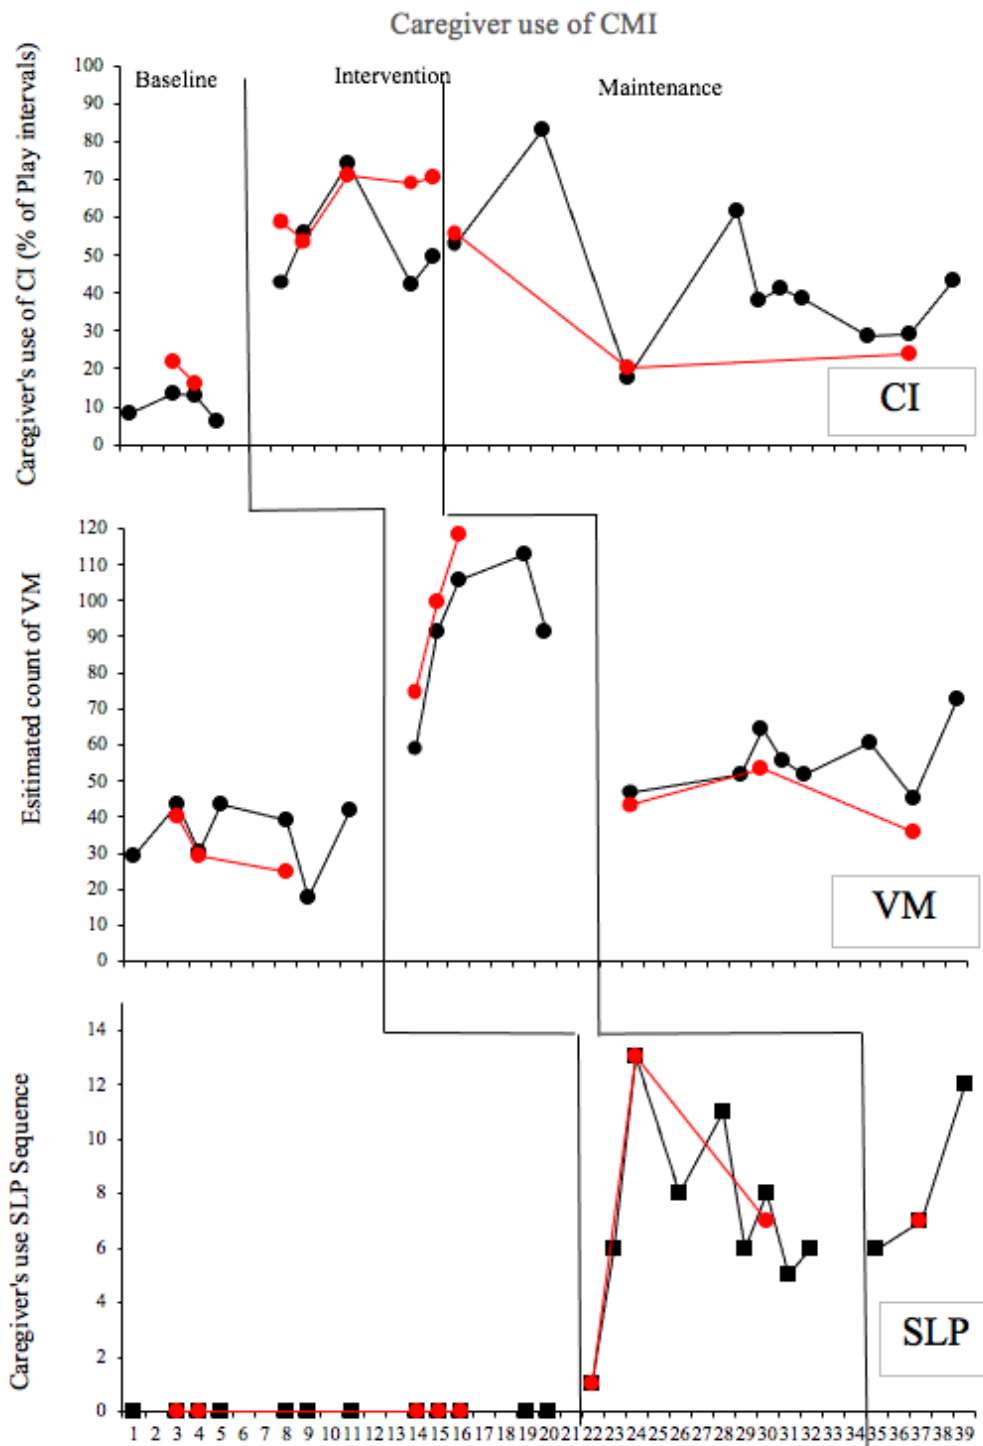 Caregiver use of CMI
Baseline
Intervention
Maintenance
Caregiver's use of CI (% of Play intervals)
100
90
80
70
60
50
40
30
20
10
0
CI
Esitimated count of VM
120
110
100
90
80
70
60
50
40
30
20
10
0
VM
Caregiver's use SLP Sequence
14
12
10
8
6
4
2
0
SLP
1 2 3 4 5 6 7 8 9 10 11 12 13 14 15 16 17 18 19 20 21 22 23 24 25 26 27 28 29 30 31 32 33 34 35 36 37 38 39